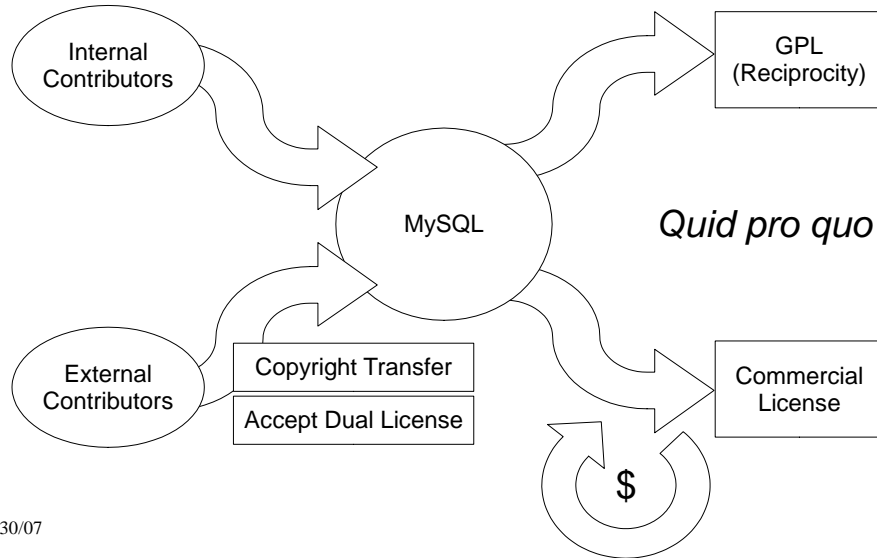 Internal
Contributors
GPL
(Reciprocity)
MySQL
Quid pro quo
External
Contributors
Copyright Transfer
Accept Dual License
Commercial
License
$
30/07